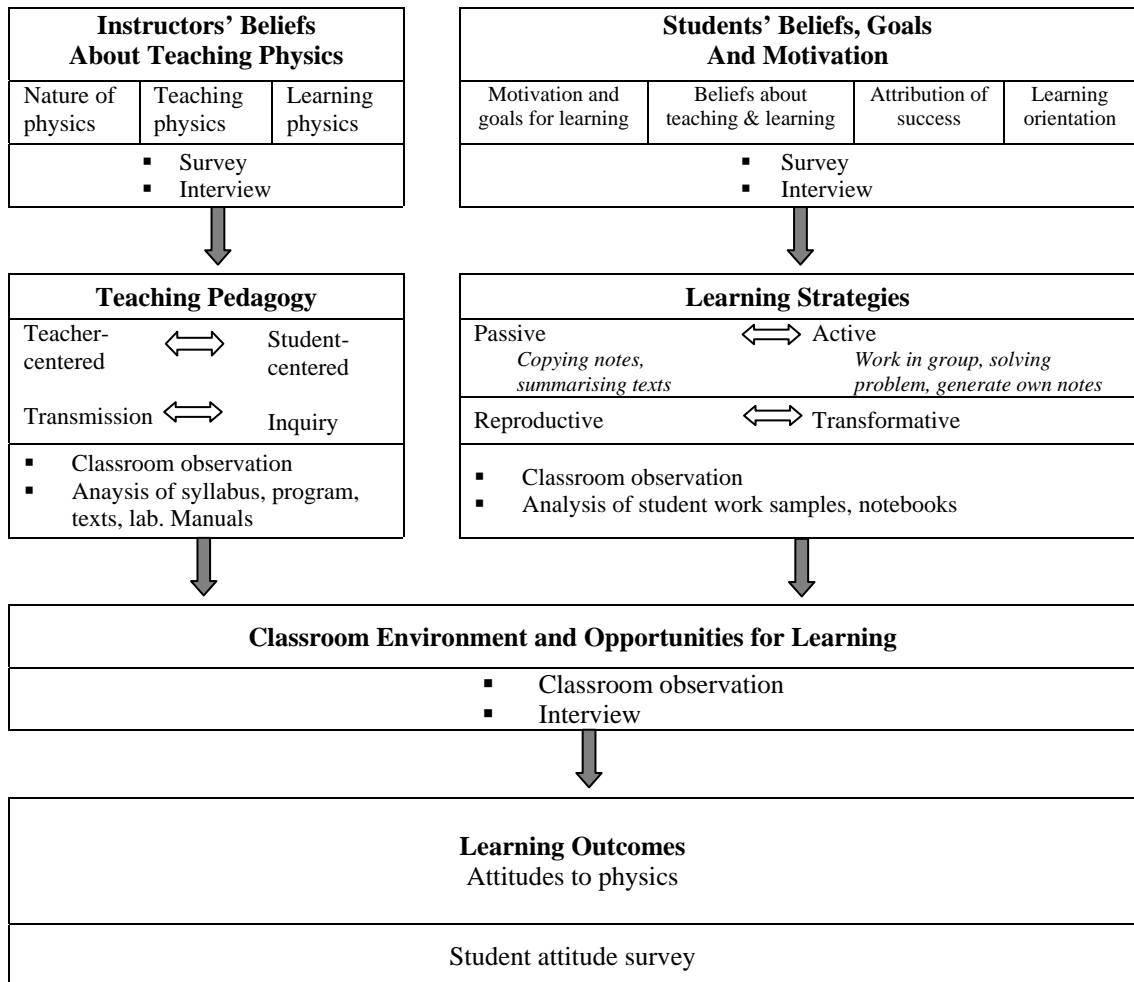 Instructors' Beliefs
About Teaching Physics
Nature of
physics
Teaching
physics
Learning
physics
▪ Survey
▪ Interview
Students' Beliefs, Goals
And Motivation
Motivation and
goals for learning
Beliefs about
teaching & learning
Attribution of
success
Learning
orientation
▪ Survey
▪ Interview
Teaching Pedagogy
Teacher-
centered
Student-
centered
Transmission
Inquiry
▪ Classroom observation
▪ Anaysis of syllabus, program,
texts, lab. Manuals
Learning Strategies
Passive
Copying notes,
summarising texts
Active
Work in group, solving
problem, generate own notes
Reproductive
Transformative
▪ Classroom observation
▪ Analysis of student work samples, notebooks
Classroom Environment and Opportunities for Learning
▪ Classroom observation
▪ Interview
Learning Outcomes
Attitudes to physics
Student attitude survey